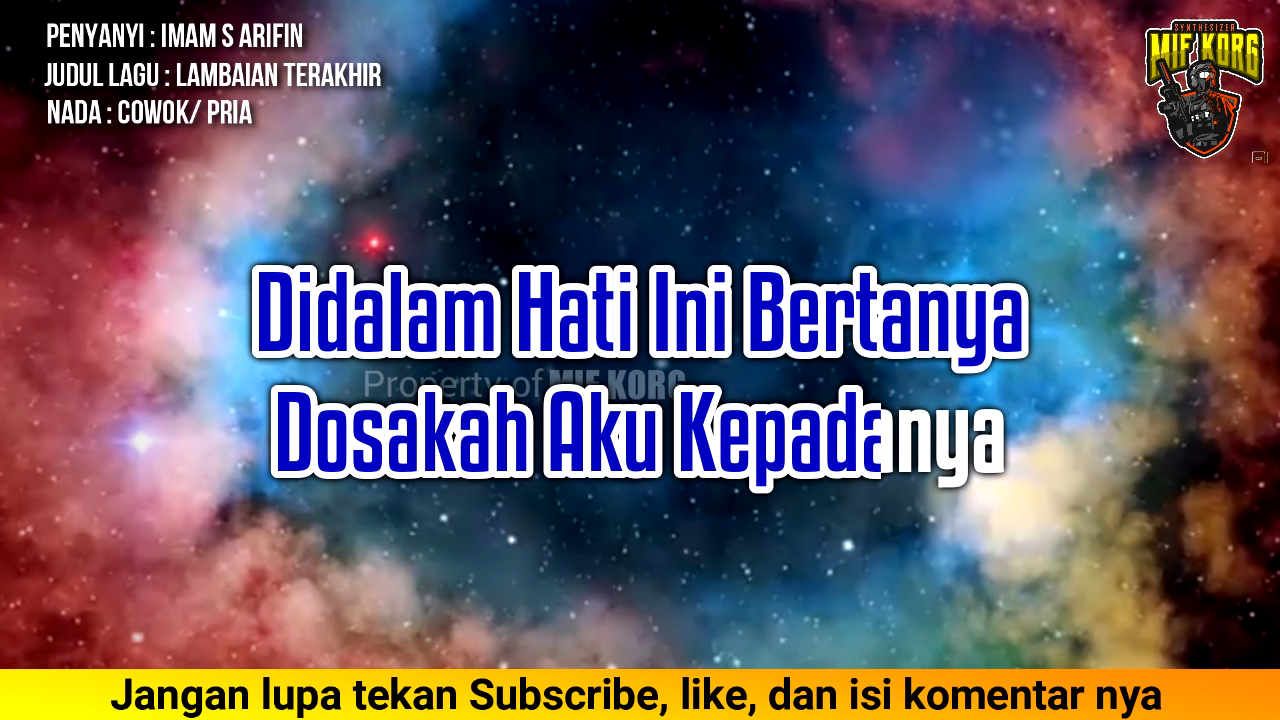 PENYANYI : IMAM S ARIFIN
JUDUL LAGU : LAMBAIAN TERAKHIR
NADA : COWOK/ PRIA
SYNTHESIZER
MIF KORG
Didalam Hati Ini Bertanya
Property of MIF KORG
Dosakah Aku Kepadanya
Jangan lupa tekan Subscribe, like, dan isi komentar nya